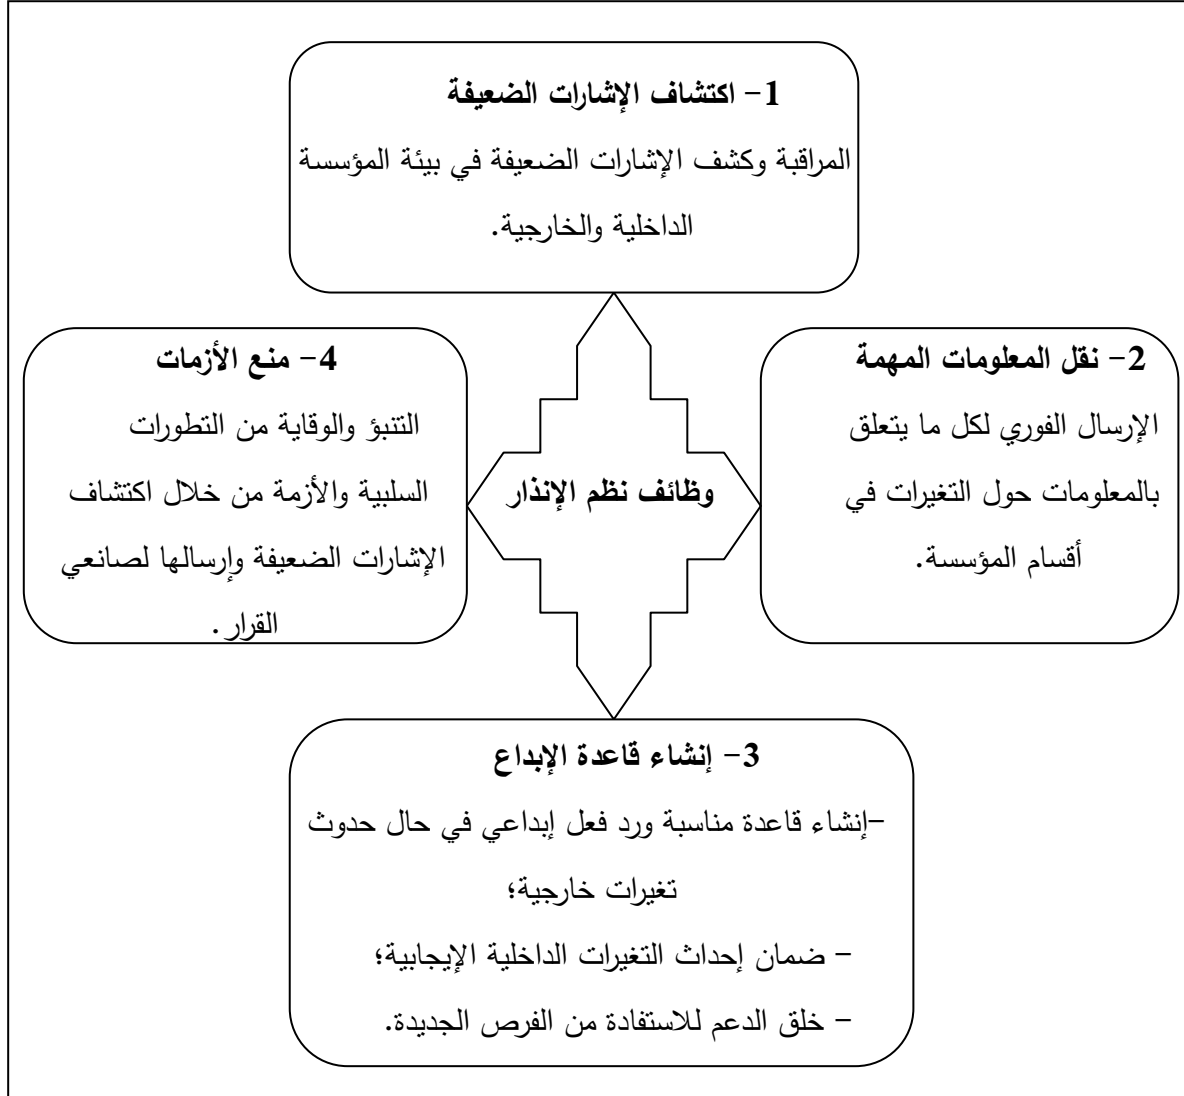 1- اكتشاف الإشارات الضعيفة
المراقبة وكشف الإشارات الضعيفة في بيئة المؤسسة
الداخلية والخارجية.
2- نقل المعلومات المهمة
الإرسال الفوري لكل ما يتعلق
بالمعلومات حول التغيرات في
أقسام المؤسسة.
وظائف نظم الإنذار
4- منع الأزمات
التنبؤ والوقاية من التطورات
السلبية والأزمة من خلال اكتشاف
الإشارات الضعيفة وإرسالها لصانعي
القرار.
3- إنشاء قاعدة الإبداع
-إنشاء قاعدة مناسبة ورد فعل إبداعي في حال حدوث
تغيرات خارجية؛
- ضمان إحداث التغيرات الداخلية الإيجابية؛
- خلق الدعم للاستفادة من الفرص الجديدة.